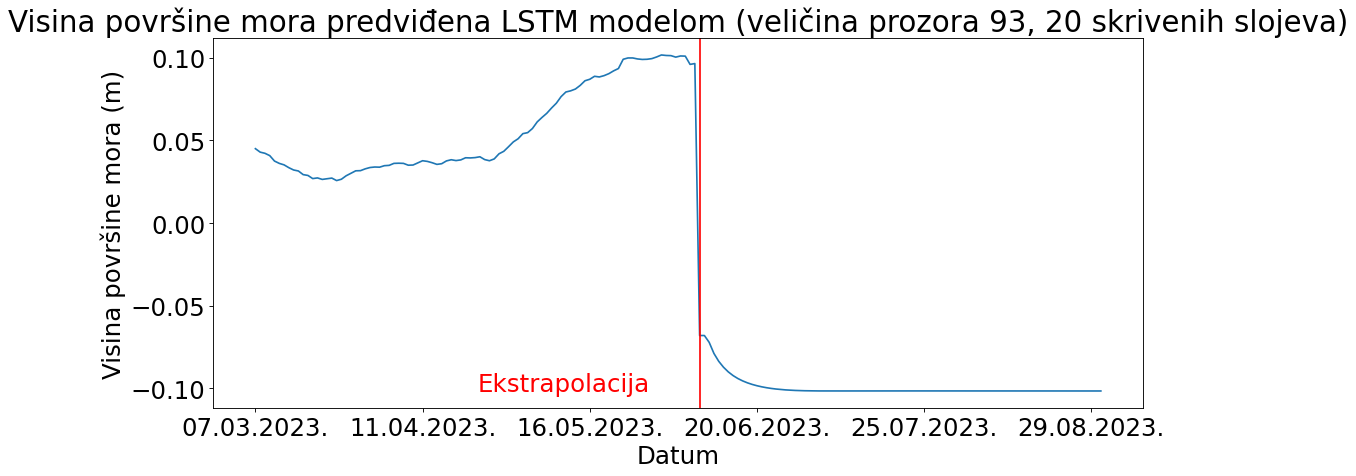 Visina površine mora predviđena LSTM modelom (veličina prozora 93, 20 skrivenih slojeva)
Visina površine mora (m)
0.10
0.05
0.00
−0.05
−0.10
Ekstrapolacija
07.03.2023. 11.04.2023. 16.05.2023. 20.06.2023. 25.07.2023. 29.08.2023.
Datum